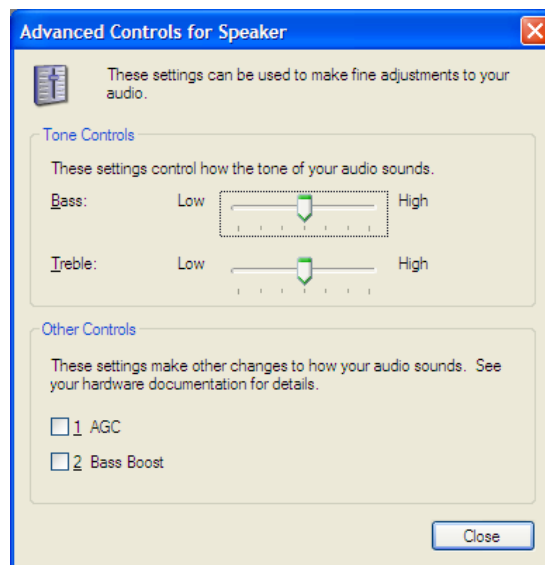 Advanced Controls for Speaker
These settings can be used to make fine adjustments to your
audio.
Tone Controls
These settings control how the tone of your audio sounds.
Bass: Low High
Treble: Low High
Other Controls
These settings make other changes to how your audio sounds. See
your hardware documentation for details.
1 AGC
2 Bass Boost
Close